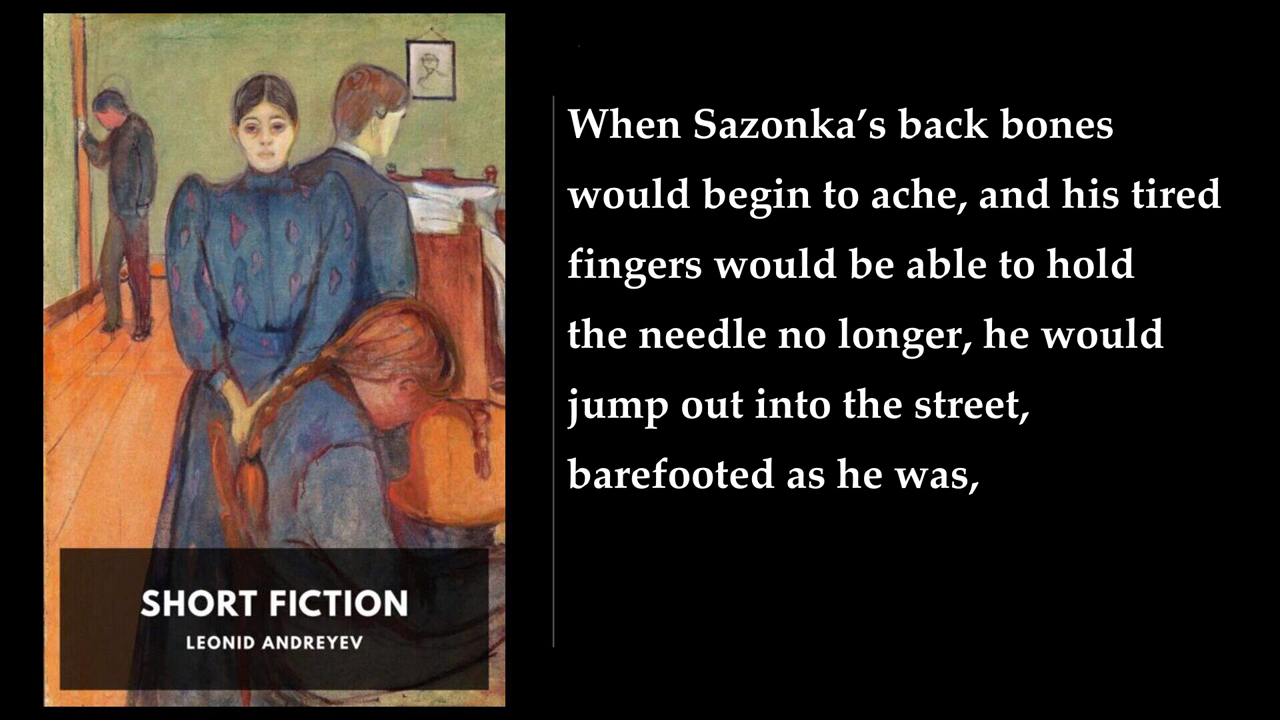 SHORT FICTION
LEONID ANDREYEV
When Sazonka’s back bones
would begin to ache, and his tired
fingers would be able to hold
the needle no longer, he would
jump out into the street,
barefooted as he was,